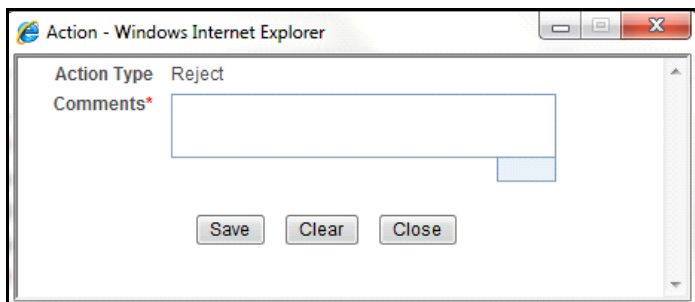 Action - Windows Internet Explorer
Action Type Reject
Comments*
Save Clear Close